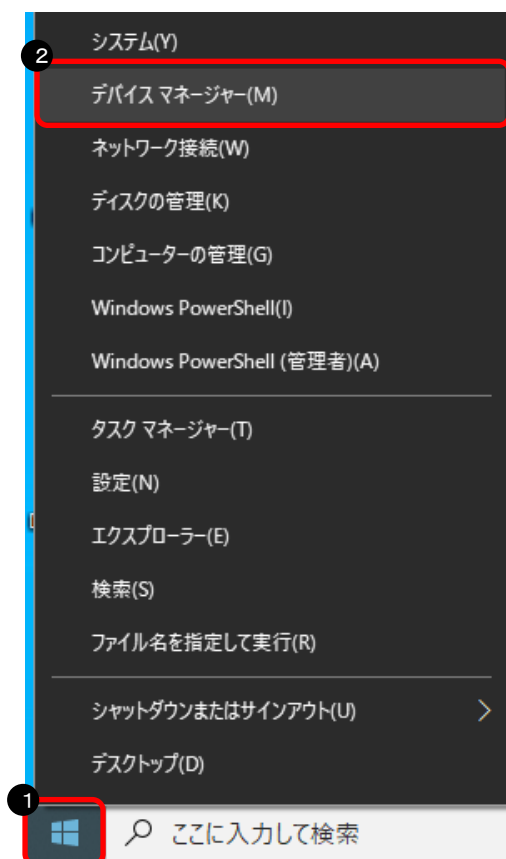 システム(Y)
2
デバイス マネージャー(M)
ネットワーク接続(W)
ディスクの管理(K)
コンピューターの管理(G)
Windows PowerShell(I)
Windows PowerShell (管理者)(A)
タスク マネージャー(T)
設定(N)
エクスプローラー(E)
検索(S)
ファイル名を指定して実行(R)
シャットダウンまたはサインアウト(U)
デスクトップ(D)
1
ここに入力して検索